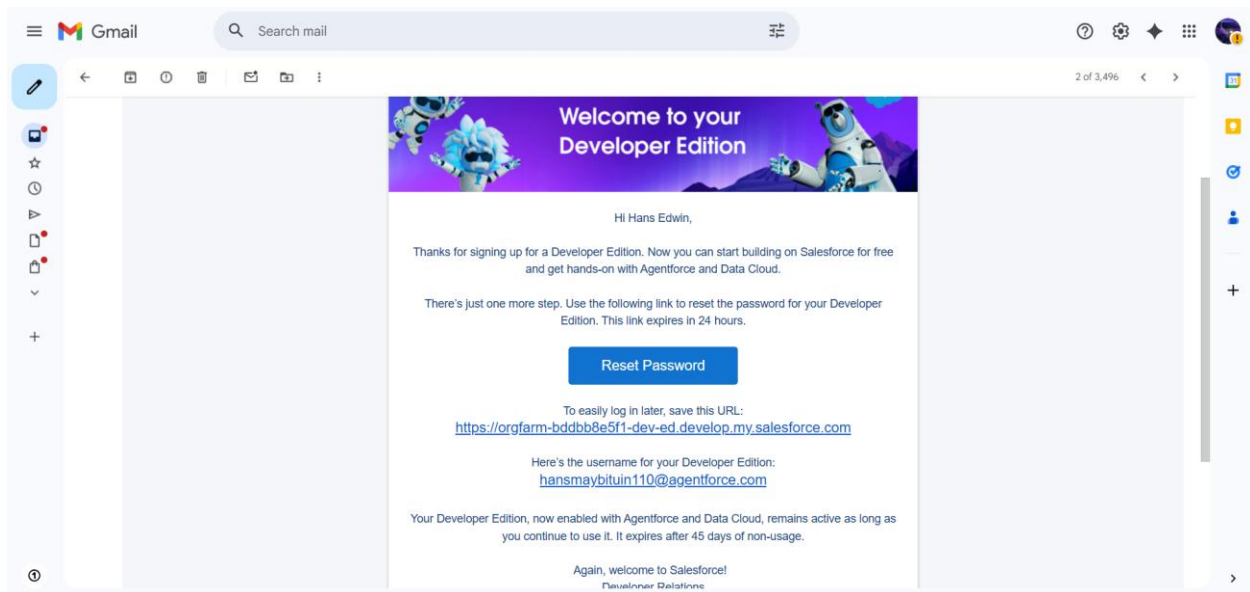 Gmail
Search mail
2 of 3,496
31
Welcome to your
Developer Edition
Hi Hans Edwin,
Thanks for signing up for a Developer Edition. Now you can start building on Salesforce for free
and get hands-on with Agentforce and Data Cloud.
There's just one more step. Use the following link to reset the password for your Developer
Edition. This link expires in 24 hours.
Reset Password
To easily log in later, save this URL:
https://orgfarm-bddbb8e5f1-dev-ed.develop.my.salesforce.com
Here's the username for your Developer Edition:
hansmaybituin110@agentforce.com
Your Developer Edition, now enabled with Agentforce and Data Cloud, remains active as long as
you continue to use it. It expires after 45 days of non-usage.
Again, welcome to Salesforce!
Developer Relations